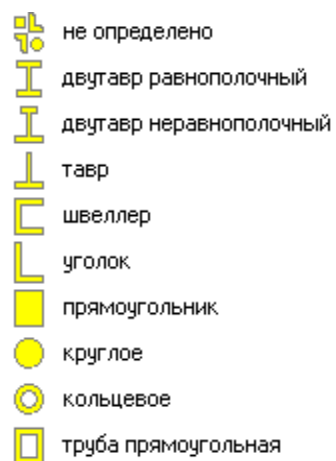 не определено
двутавр равнополочный
двутавр неравнополочный
тавр
швеллер
уголок
прямоугольник
круглое
кольцевое
труба прямоугольная